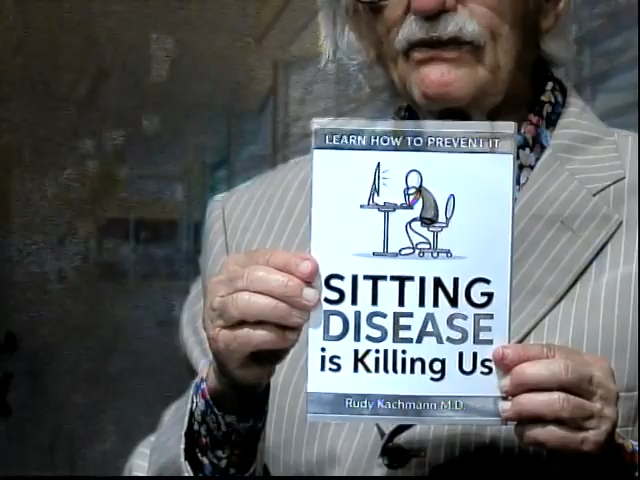 LEARN HOW TO PREVENT IT
SITTING
DISEASE
is Killing Us
Rudy Kachmann M.D.